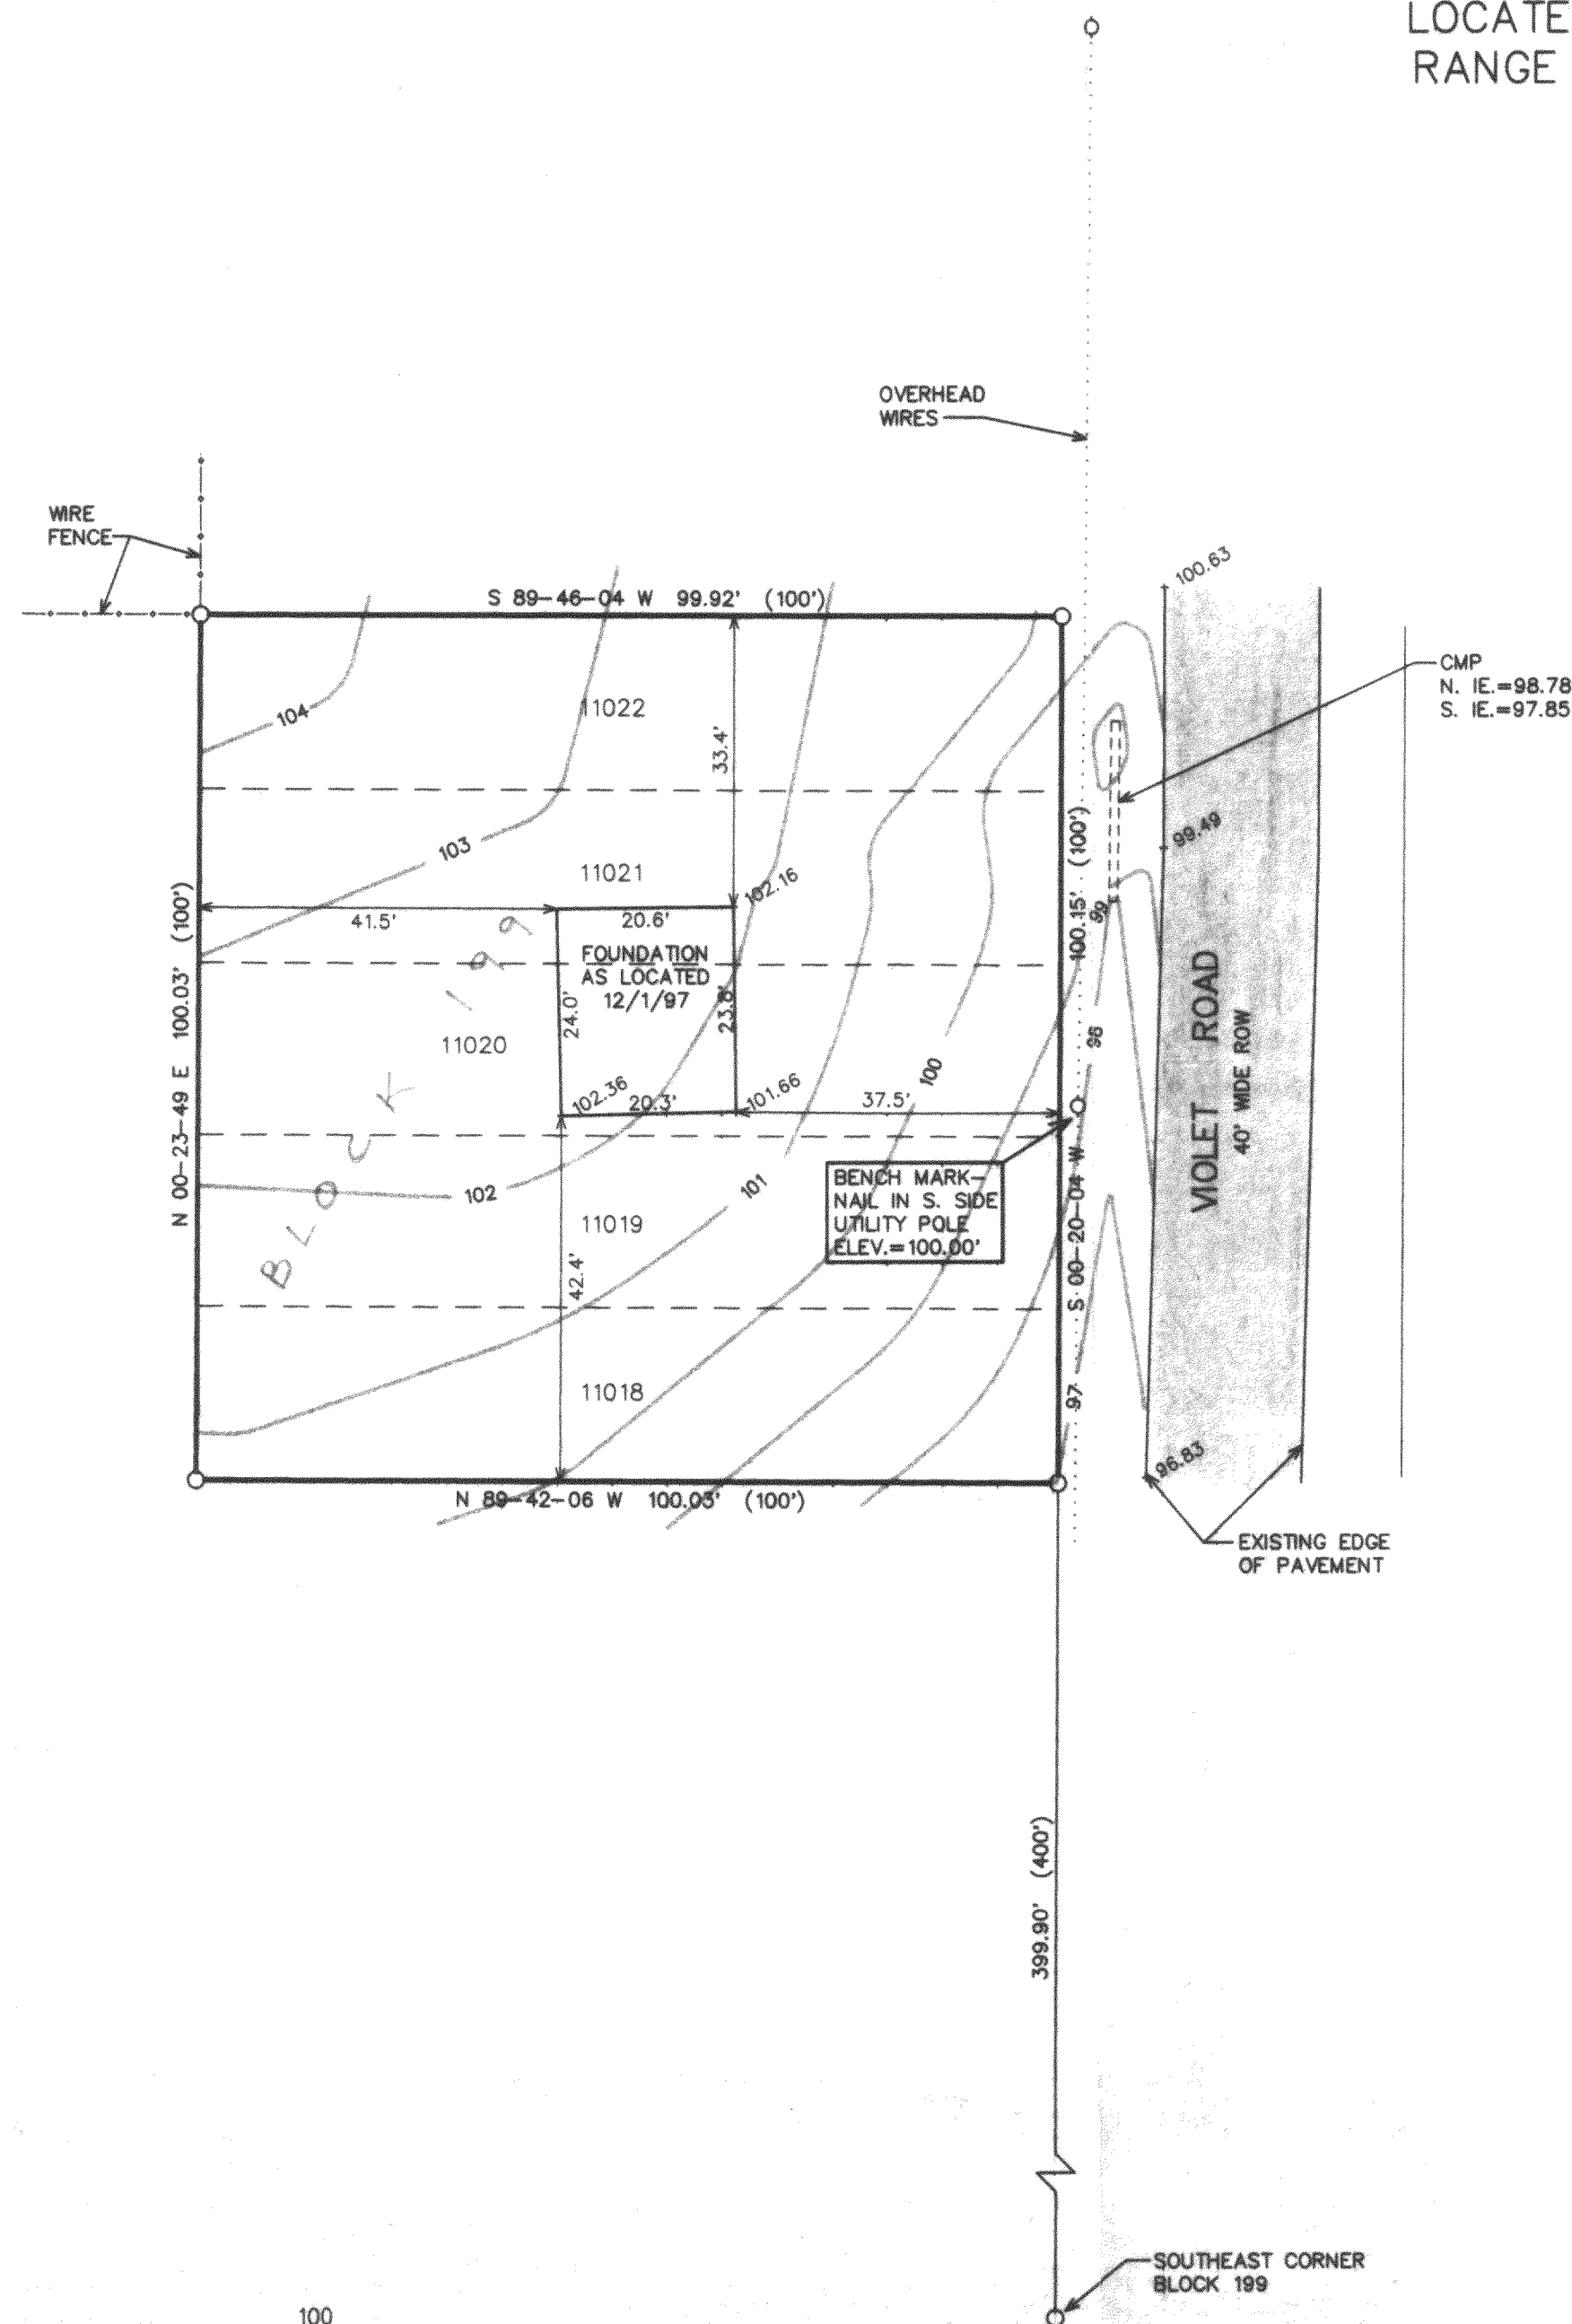 LOCATE
RANGE
OVERHEAD
WIRES
WIRE
FENCE
S 89-46-04 W 99.92' (100')
100.63
CMP
N. IE.=98.78
S. IE.=97.85
104
11022
33.4'
103
99.49
11021
102.16
100.15' (100')
99
41.5'
20.6'
N 00-23-49 E 100.03' (100')
FOUNDATION
AS LOCATED
12/1/97
24.0'
23.8'
BLOCK 199
11020
98
VIOLET ROAD
40' WIDE ROW
100
102.36
20.3'
101.66
37.5'
BENCH MARK-
NAIL IN S. SIDE
UTILITY POLE
ELEV.=100.00'
102
101
11019
S 00-20-04 W
42.4'
11018
97
96.83
N 89-42-06 W 100.03' (100')
EXISTING EDGE
OF PAVEMENT
399.90' (400')
SOUTHEAST CORNER
BLOCK 199
100